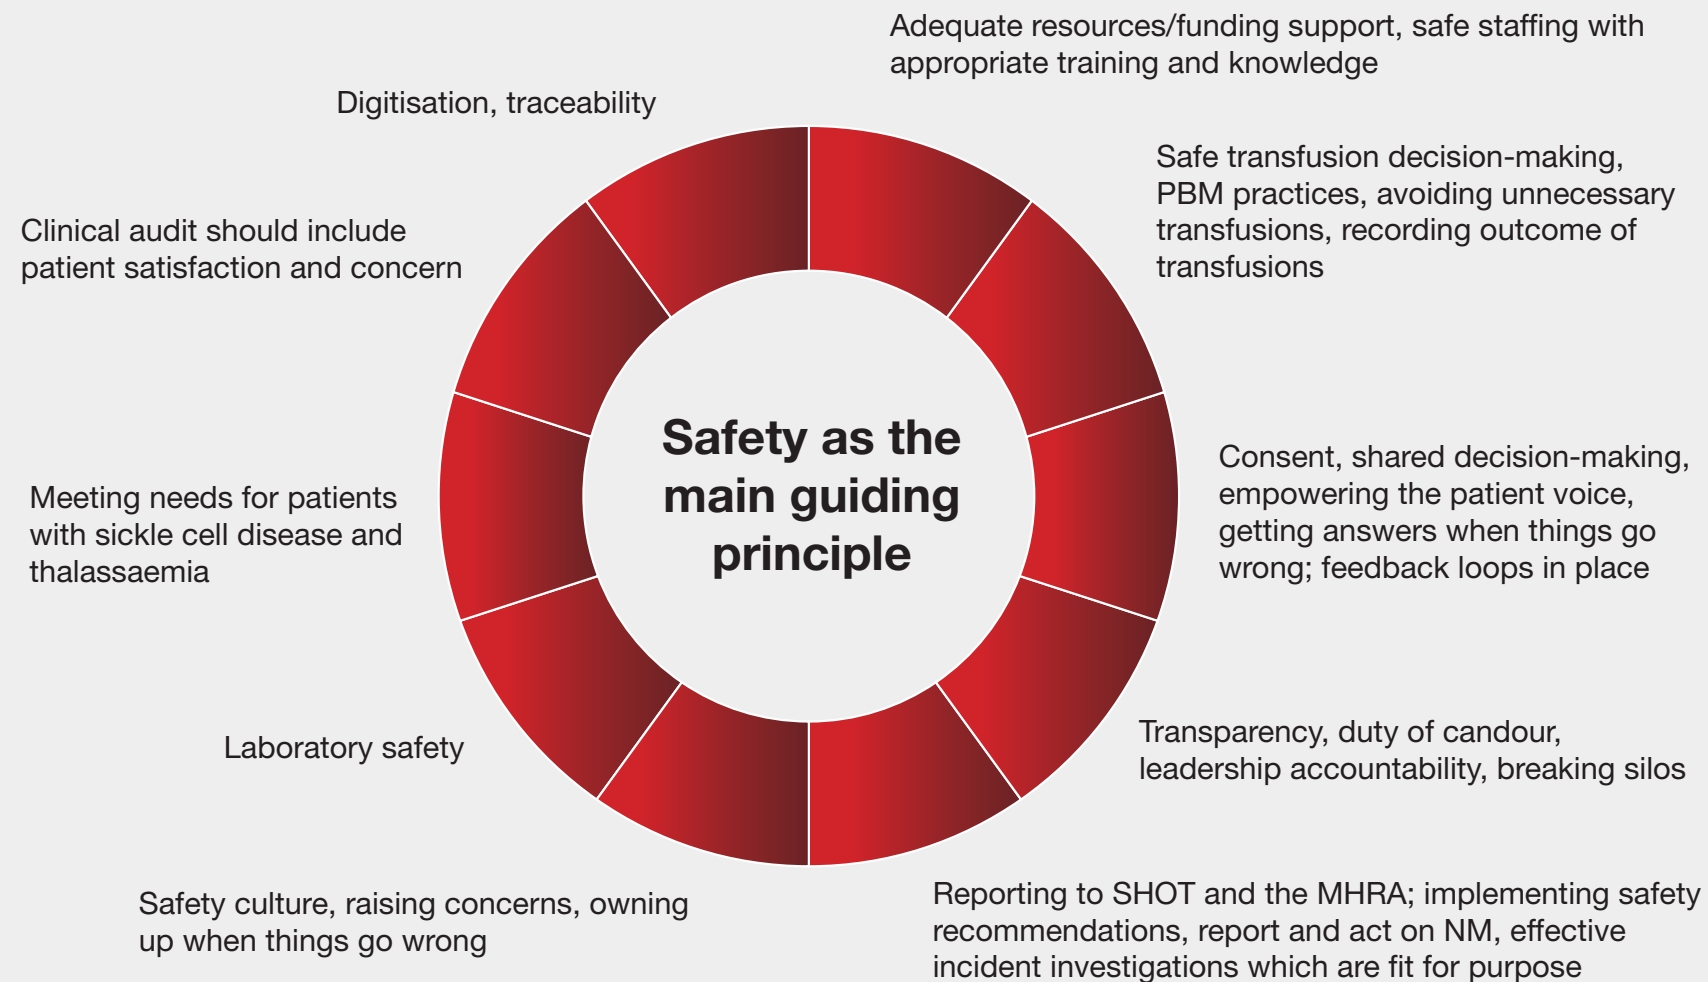 Adequate resources/funding support, safe staffing with
appropriate training and knowledge
Digitisation, traceability
Safe transfusion decision-making,
PBM practices, avoiding unnecessary
transfusions, recording outcome of
transfusions
Clinical audit should include
patient satisfaction and concern
Safety as the
main guiding
principle
Consent, shared decision-making,
empowering the patient voice,
getting answers when things go
wrong; feedback loops in place
Meeting needs for patients
with sickle cell disease and
thalassaemia
Transparency, duty of candour,
leadership accountability, breaking silos
Laboratory safety
Reporting to SHOT and the MHRA; implementing safety
recommendations, report and act on NM, effective
incident investigations which are fit for purpose
Safety culture, raising concerns, owning
up when things go wrong